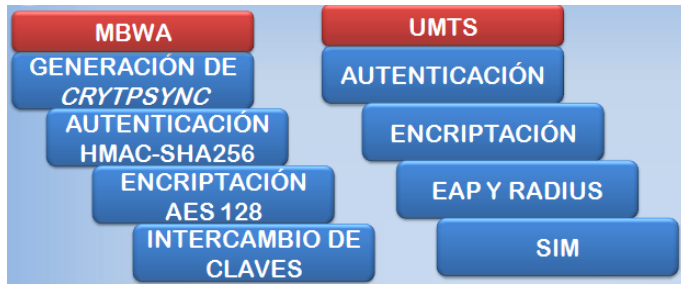 MBWA
GENERACIÓN DE
CRYTPSYNC
AUTENTICACIÓN
HMAC-SHA256
ENCRIPTACIÓN
AES 128
INTERCAMBIO DE
CLAVES
UMTS
AUTENTICACIÓN
ENCRIPTACIÓN
EAP Y RADIUS
SIM